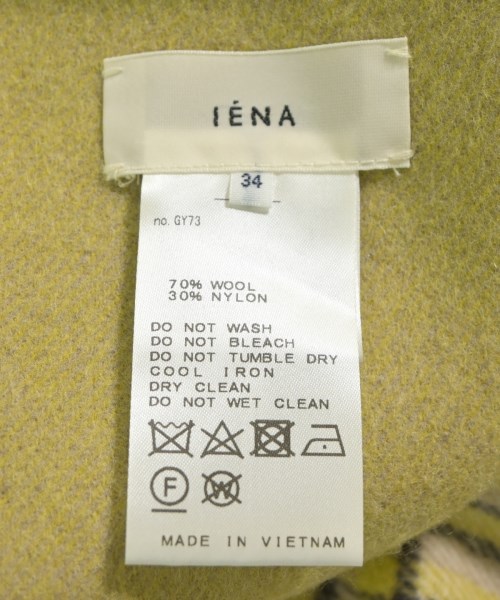 IÉNA
34
no. GY73
70% WOOL
30% NYLON
DO NOT WASH
DO NOT BLEACH
DO NOT TUMBLE DRY
COOL IRON
DRY CLEAN
DO NOT WET CLEAN
F
W
MADE IN VIETNAM